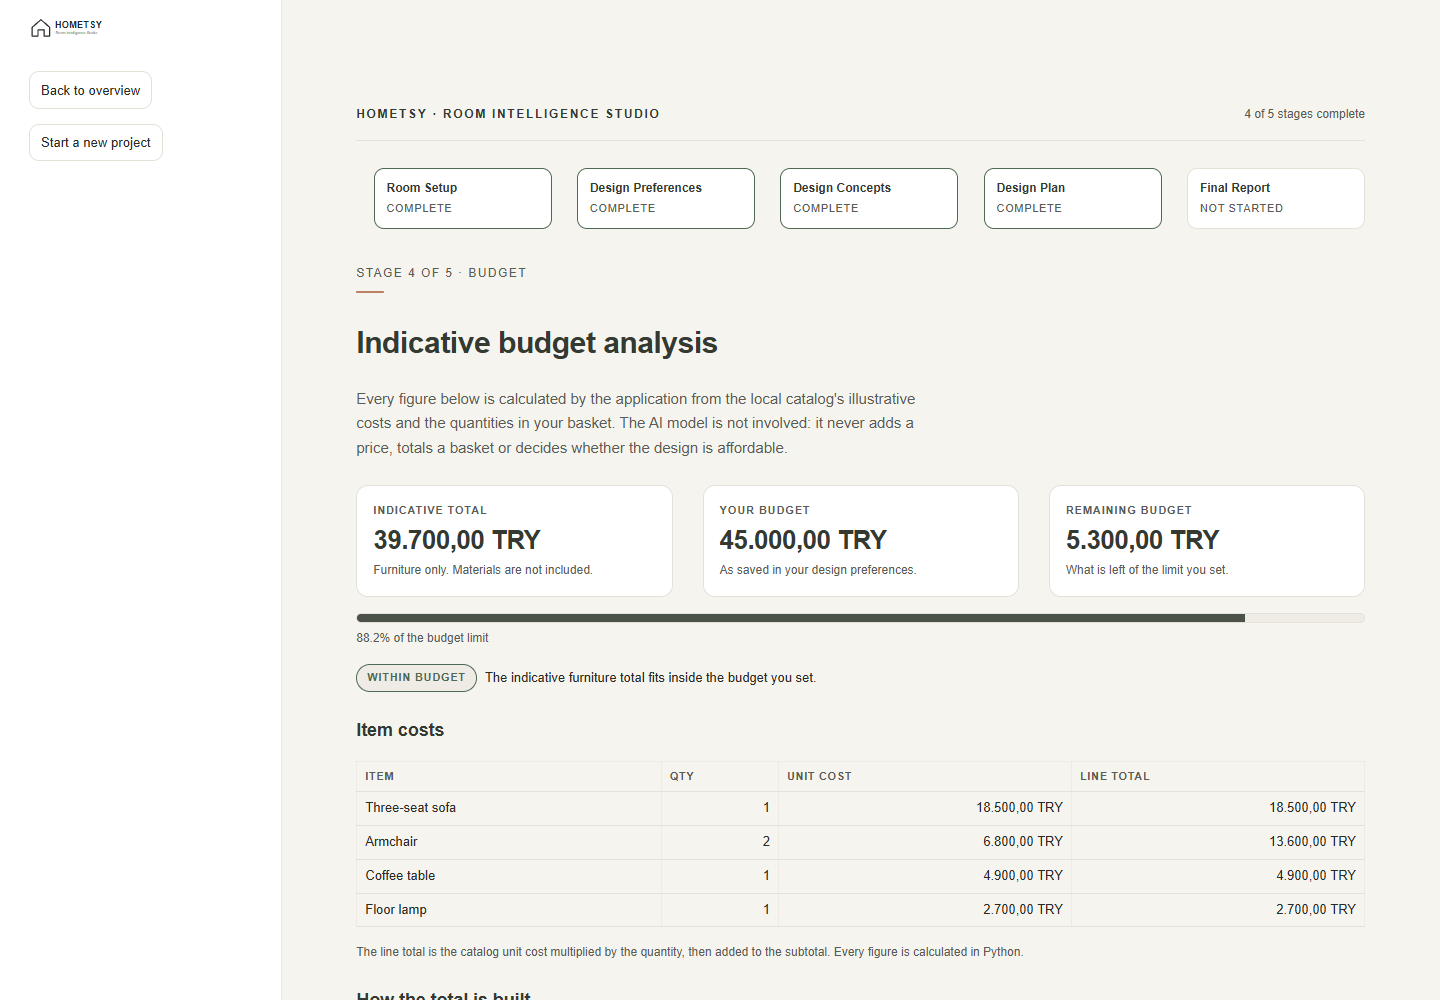 HOMETSY
Room Intelligence Studio
Back to overview
Start a new project
HOMETSY · ROOM INTELLIGENCE STUDIO
4 of 5 stages complete
Room Setup
COMPLETE
Design Preferences
COMPLETE
Design Concepts
COMPLETE
Design Plan
COMPLETE
Final Report
NOT STARTED
STAGE 4 OF 5 · BUDGET
Indicative budget analysis
Every figure below is calculated by the application from the local catalog's illustrative
costs and the quantities in your basket. The AI model is not involved: it never adds a
price, totals a basket or decides whether the design is affordable.
INDICATIVE TOTAL
39.700,00 TRY
Furniture only. Materials are not included.
YOUR BUDGET
45.000,00 TRY
As saved in your design preferences.
REMAINING BUDGET
5.300,00 TRY
What is left of the limit you set.
88.2% of the budget limit
WITHIN BUDGET The indicative furniture total fits inside the budget you set.
Item costs
ITEM QTY UNIT COST LINE TOTAL
Three-seat sofa 1 18.500,00 TRY 18.500,00 TRY
Armchair 2 6.800,00 TRY 13.600,00 TRY
Coffee table 1 4.900,00 TRY 4.900,00 TRY
Floor lamp 1 2.700,00 TRY 2.700,00 TRY
The line total is the catalog unit cost multiplied by the quantity, then added to the subtotal. Every figure is calculated in Python.
How the total is built